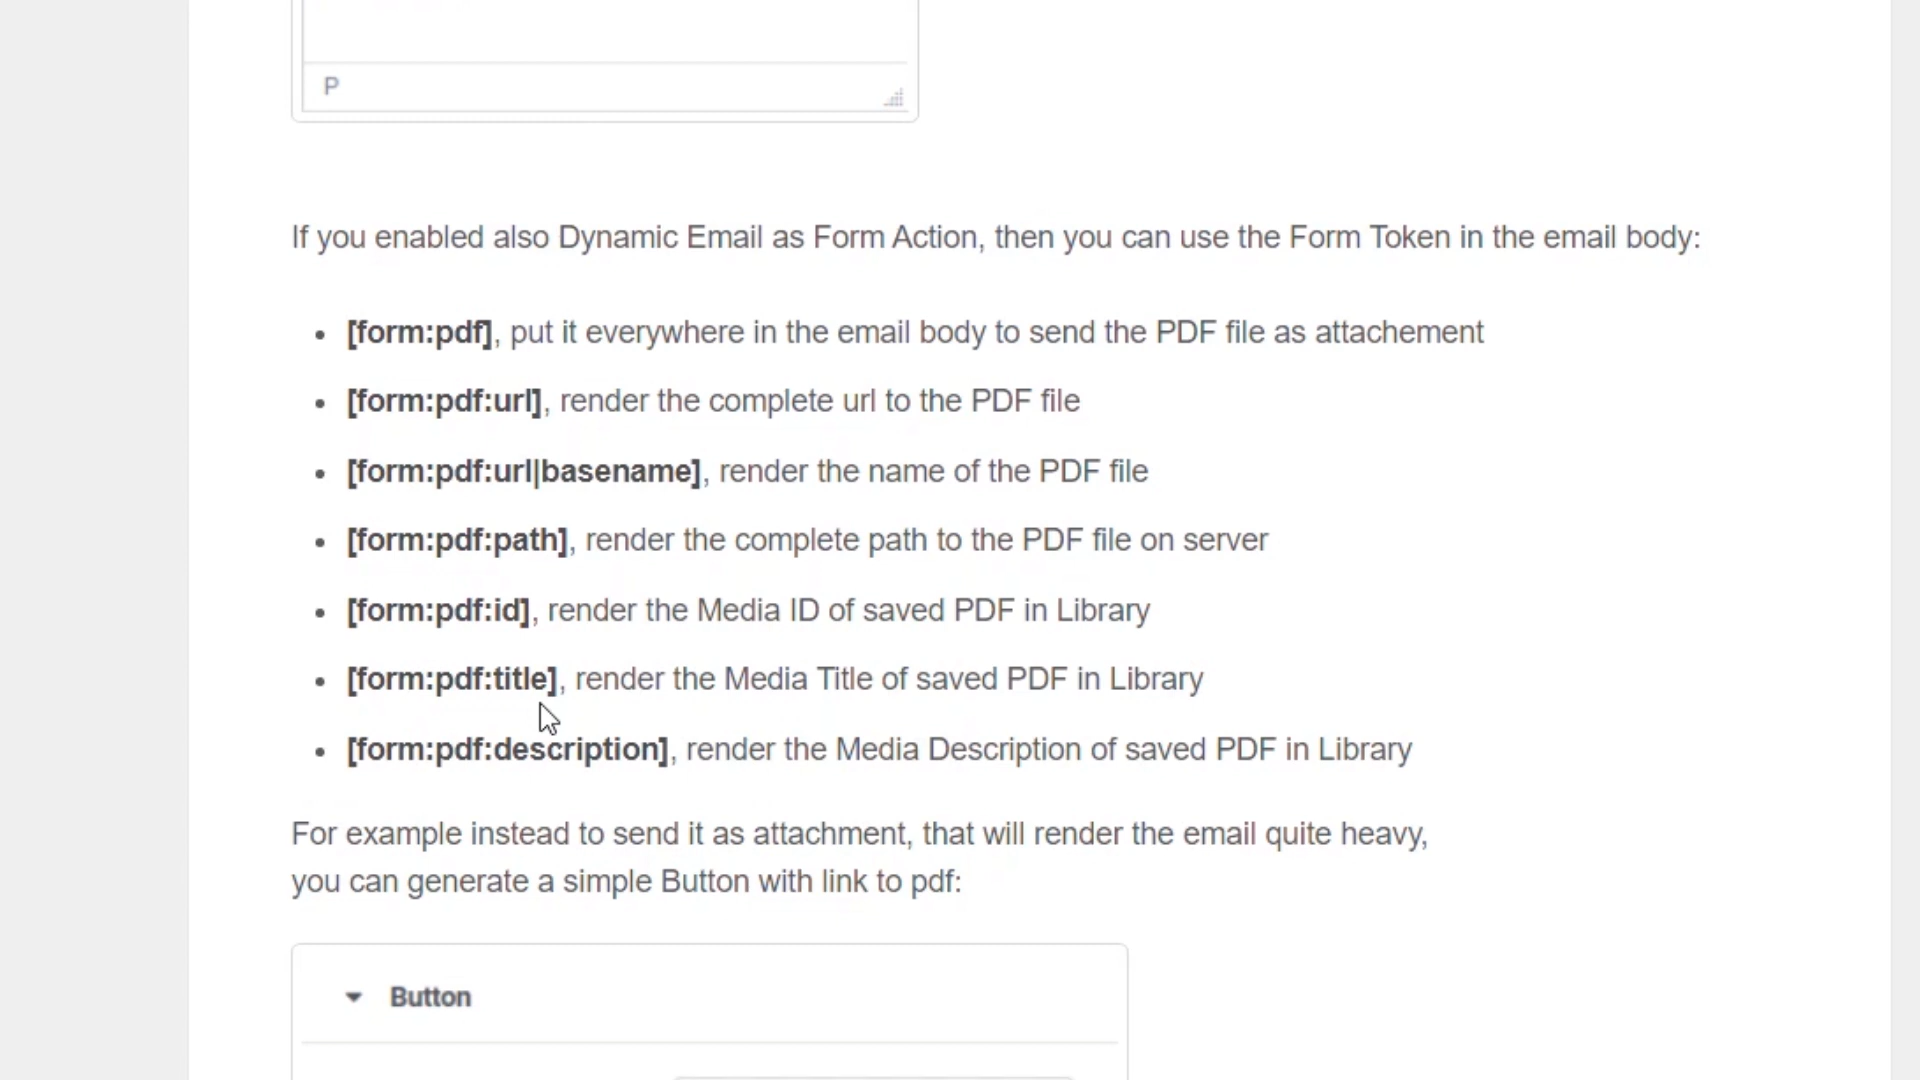 P
If you enabled also Dynamic Email as Form Action, then you can use the Form Token in the email body:
• [form:pdf], put it everywhere in the email body to send the PDF file as attachement
• [form:pdf:url], render the complete url to the PDF file
• [form:pdf:url|basename], render the name of the PDF file
• [form:pdf:path], render the complete path to the PDF file on server
• [form:pdf:id], render the Media ID of saved PDF in Library
• [form:pdf:title], render the Media Title of saved PDF in Library
• [form:pdf:description], render the Media Description of saved PDF in Library
For example instead to send it as attachment, that will render the email quite heavy,
you can generate a simple Button with link to pdf:
Button